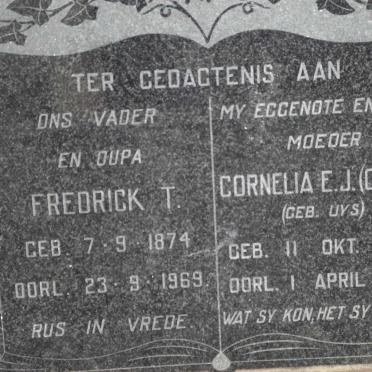 TER GEDACTENIS AAN
ONS VADER
EN OUPA
FREDRICK T.
GEB. 7·9·1874
OORL. 23·9·1969.
RUS IN VREDE.
MY EGGENOTE EN
MOEDER
CORNELIA E.J.(
(GEB. UYS)
GEB. 11 OKT.
OORL. 1 APRIL
WAT SY KON, HET SY